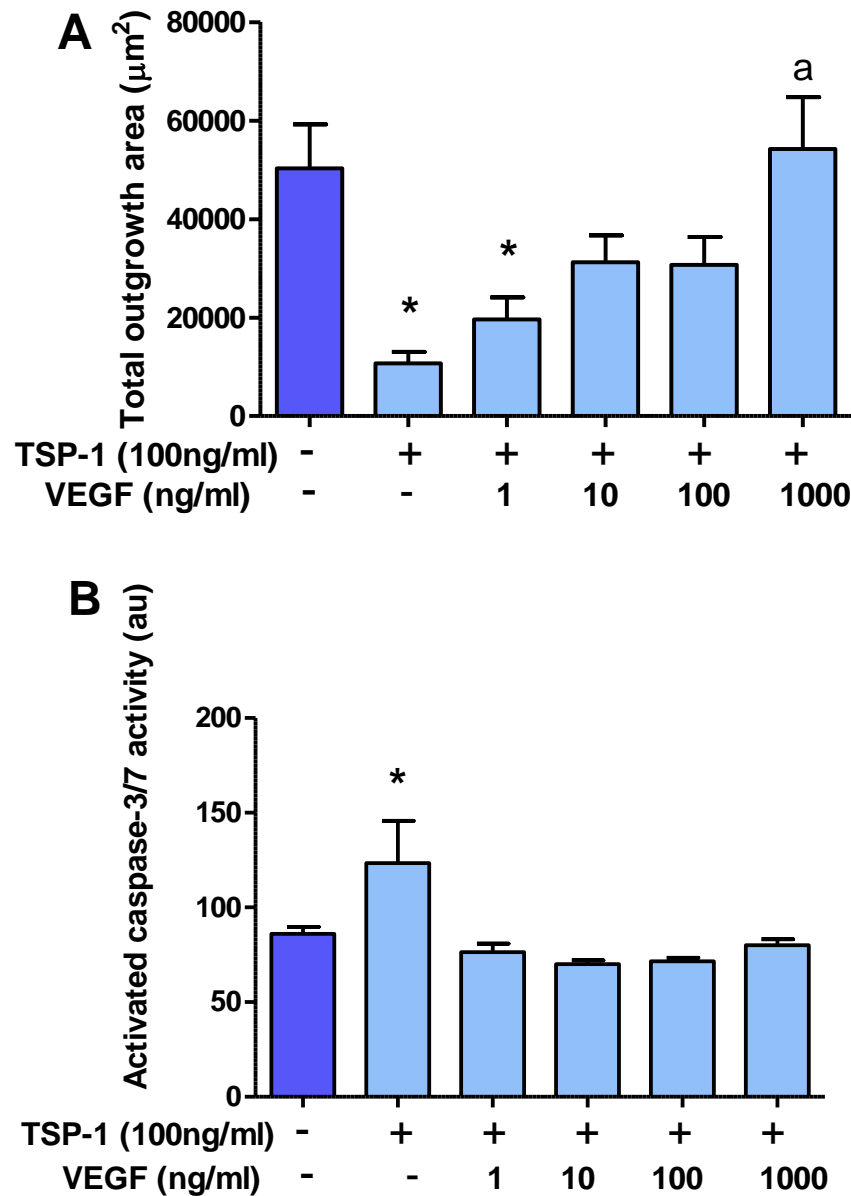 A
Total outgrowth area (μm²)
80000
a
60000
40000
*
*
20000
0
TSP-1 (100ng/ml) - + + + + +
VEGF (ng/ml) - - 1 10 100 1000
B
Activated caspase-3/7 activity (au)
200
*
150
100
50
0
TSP-1 (100ng/ml) - + + + + +
VEGF (ng/ml) - - 1 10 100 1000